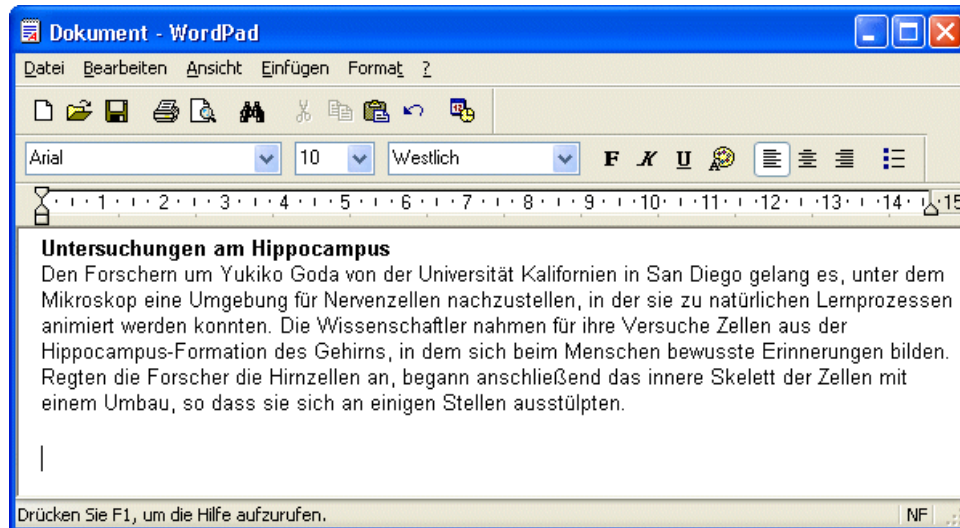 Dokument - WordPad
Datei Bearbeiten Ansicht Einfügen Format ?
Arial 10 Westlich F K U
1 2 3 4 5 6 7 8 9 10 11 12 13 14 15
Untersuchungen am Hippocampus
Den Forschern um Yukiko Goda von der Universität Kalifornien in San Diego gelang es, unter dem
Mikroskop eine Umgebung für Nervenzellen nachzustellen, in der sie zu natürlichen Lernprozessen
animiert werden konnten. Die Wissenschaftler nahmen für ihre Versuche Zellen aus der
Hippocampus-Formation des Gehirns, in dem sich beim Menschen bewusste Erinnerungen bilden.
Regten die Forscher die Hirnzellen an, begann anschließend das innere Skelett der Zellen mit
einem Umbau, so dass sie sich an einigen Stellen ausstülpten.
Drücken Sie F1, um die Hilfe aufzurufen. NF